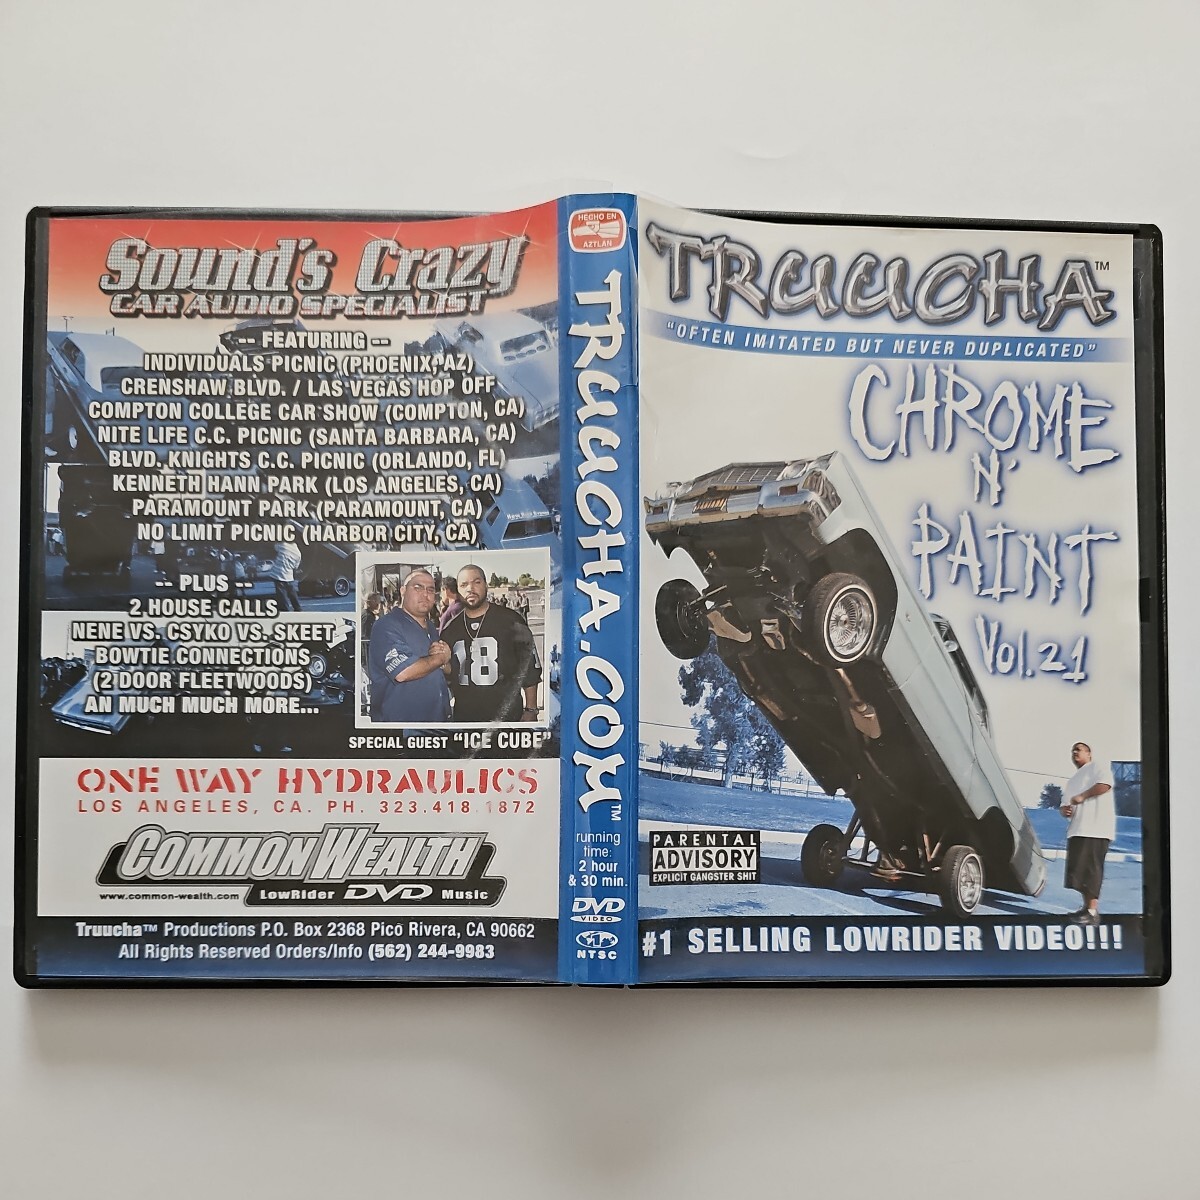 Sound's Crazy
CAR AUDIO SPECIALIST
-- FEATURING --
INDIVIDUALS PICNIC (PHOENIX, AZ)
CRENSHAW BLVD. / LAS VEGAS HOP OFF
COMPTON COLLEGE CAR SHOW (COMPTON, CA)
NITE LIFE C.C. PICNIC (SANTA BARBARA, CA)
BLVD. KNIGHTS C.C. PICNIC (ORLANDO, FL)
KENNETH HANN PARK (LOS ANGELES, CA)
PARAMOUNT PARK (PARAMOUNT, CA)
NO LIMIT PICNIC (HARBOR CITY, CA)
-- PLUS --
2 HOUSE CALLS
NENE VS. CSYKO VS. SKEET
BOWTIE CONNECTIONS
(2 DOOR FLEETWOODS)
AN MUCH MUCH MORE...
18
SPECIAL GUEST "ICE CUBE"
ONE WAY HYDRAULICS
LOS ANGELES, CA. PH. 323.418.1872
COMMONWEALTH
www.common-wealth.com LowRider DVD Music
Truucha™ Productions P.O. Box 2368 Pico Rivera, CA 90662
All Rights Reserved Orders/Info (562) 244-9983
HECHO EN
AZTLAN
TRUUCHA.COM™
running
time:
2 hour
& 30 min.
DVD
VIDEO
1
NTSC
TRUUCHA™
"OFTEN IMITATED BUT NEVER DUPLICATED"
CHROME
N'
PAINT
Vol.21
PARENTAL
ADVISORY
EXPLICIT GANGSTER SHIT
#1 SELLING LOWRIDER VIDEO!!!